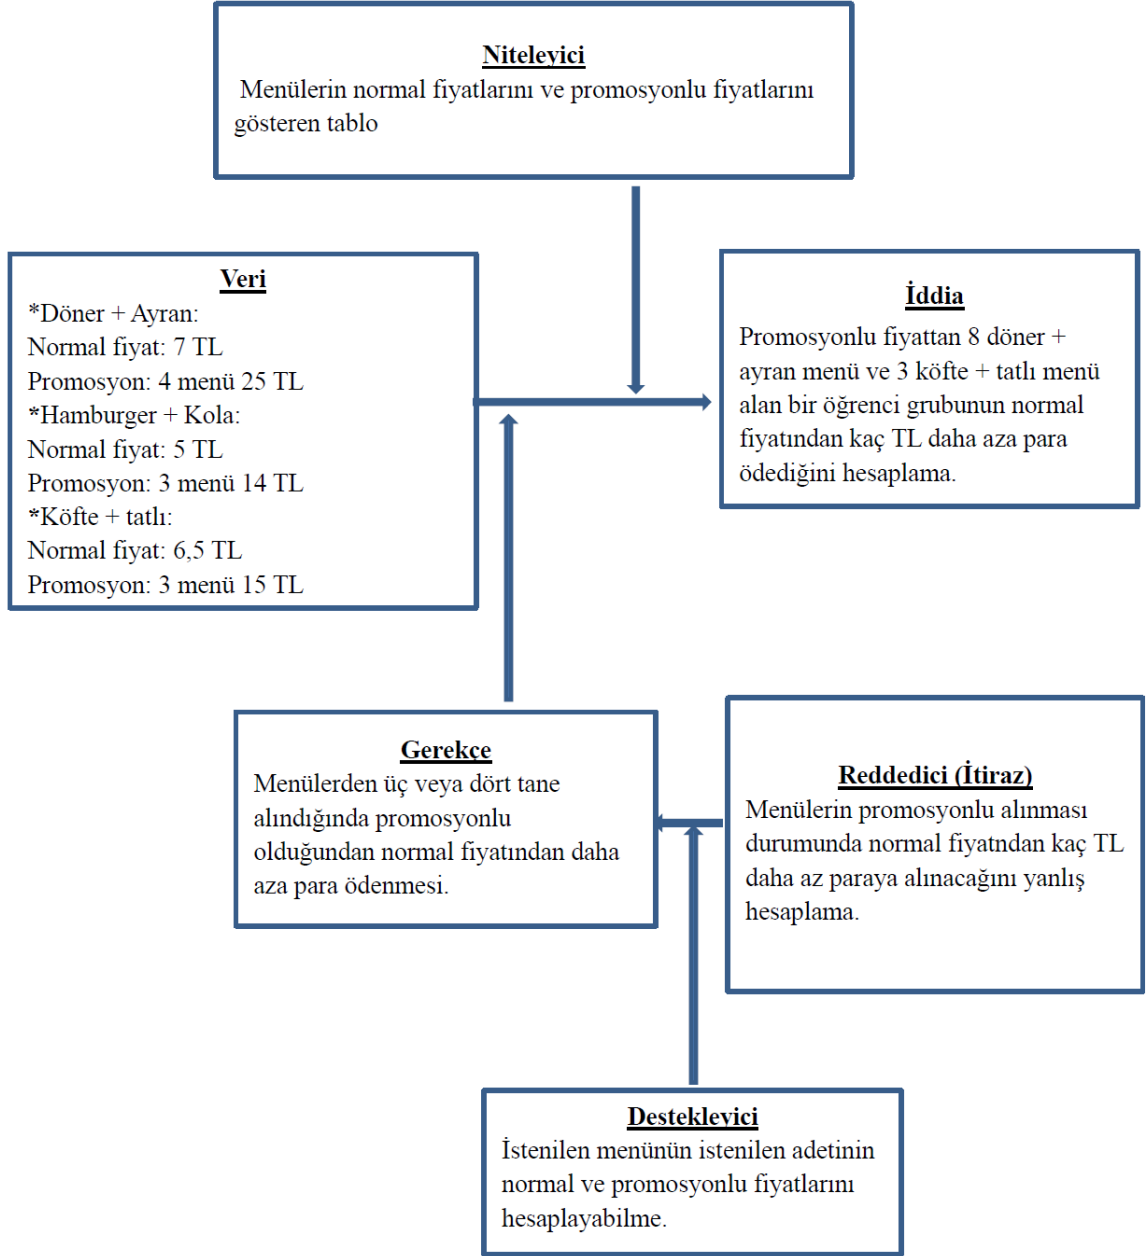 Niteleyici
Menülerin normal fiyatlarını ve promosyonlu fiyatlarını
gösteren tablo
Veri
*Döner + Ayran:
Normal fiyat: 7 TL
Promosyon: 4 menü 25 TL
*Hamburger + Kola:
Normal fiyat: 5 TL
Promosyon: 3 menü 14 TL
*Köfte + tatlı:
Normal fiyat: 6,5 TL
Promosyon: 3 menü 15 TL
İddia
Promosyonlu fiyattan 8 döner +
ayran menü ve 3 köfte + tatlı menü
alan bir öğrenci grubunun normal
fiyatından kaç TL daha aza para
ödediğini hesaplama.
Gerekçe
Menülerden üç veya dört tane
alındığında promosyonlu
olduğundan normal fiyatından daha
aza para ödenmesi.
Reddedici (İtiraz)
Menülerin promosyonlu alınması
durumunda normal fiyatndan kaç TL
daha az paraya alınacağını yanlış
hesaplama.
Destekleyici
İstenilen menünün istenilen adetinin
normal ve promosyonlu fiyatlarını
hesaplayabilme.